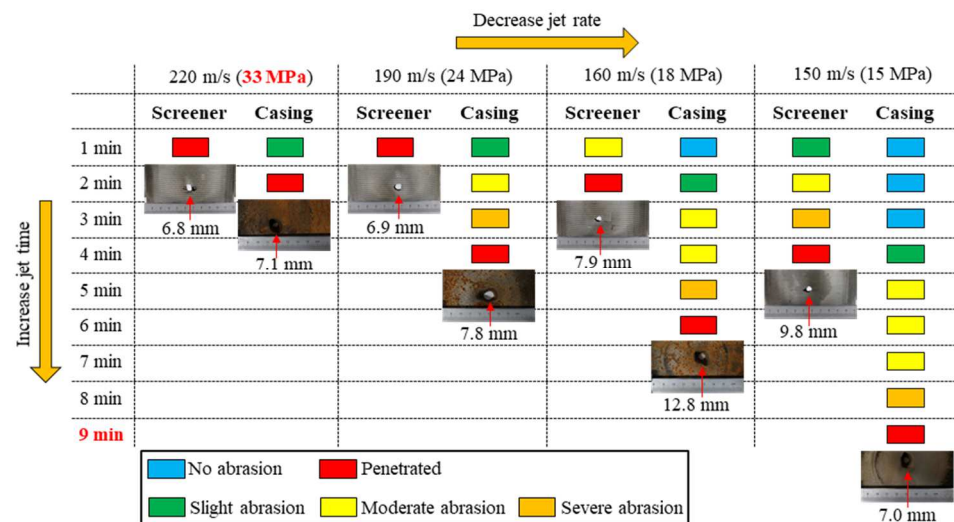 Decrease jet rate
220 m/s (33 MPa) 190 m/s (24 MPa) 160 m/s (18 MPa) 150 m/s (15 MPa)
Screener Casing Screener Casing Screener Casing Screener Casing
Increase jet time
1 min
2 min
3 min
6.8 mm 6.9 mm
4 min
7.1 mm 7.9 mm
5 min
6 min
7.8 mm 9.8 mm
7 min
8 min
12.8 mm
9 min
No abrasion Penetrated
Slight abrasion Moderate abrasion Severe abrasion
7.0 mm